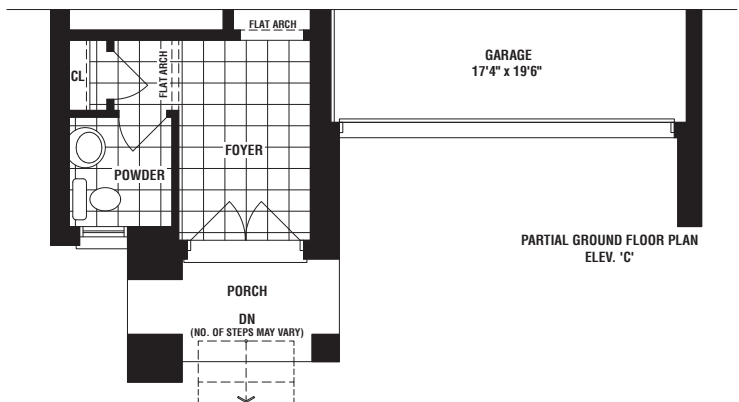 FLAT ARCH
GARAGE
17'4" x 19'6"
CL
FLAT ARCH
FOYER
POWDER
PARTIAL GROUND FLOOR PLAN
ELEV. 'C'
PORCH
DN
(NO. OF STEPS MAY VARY)